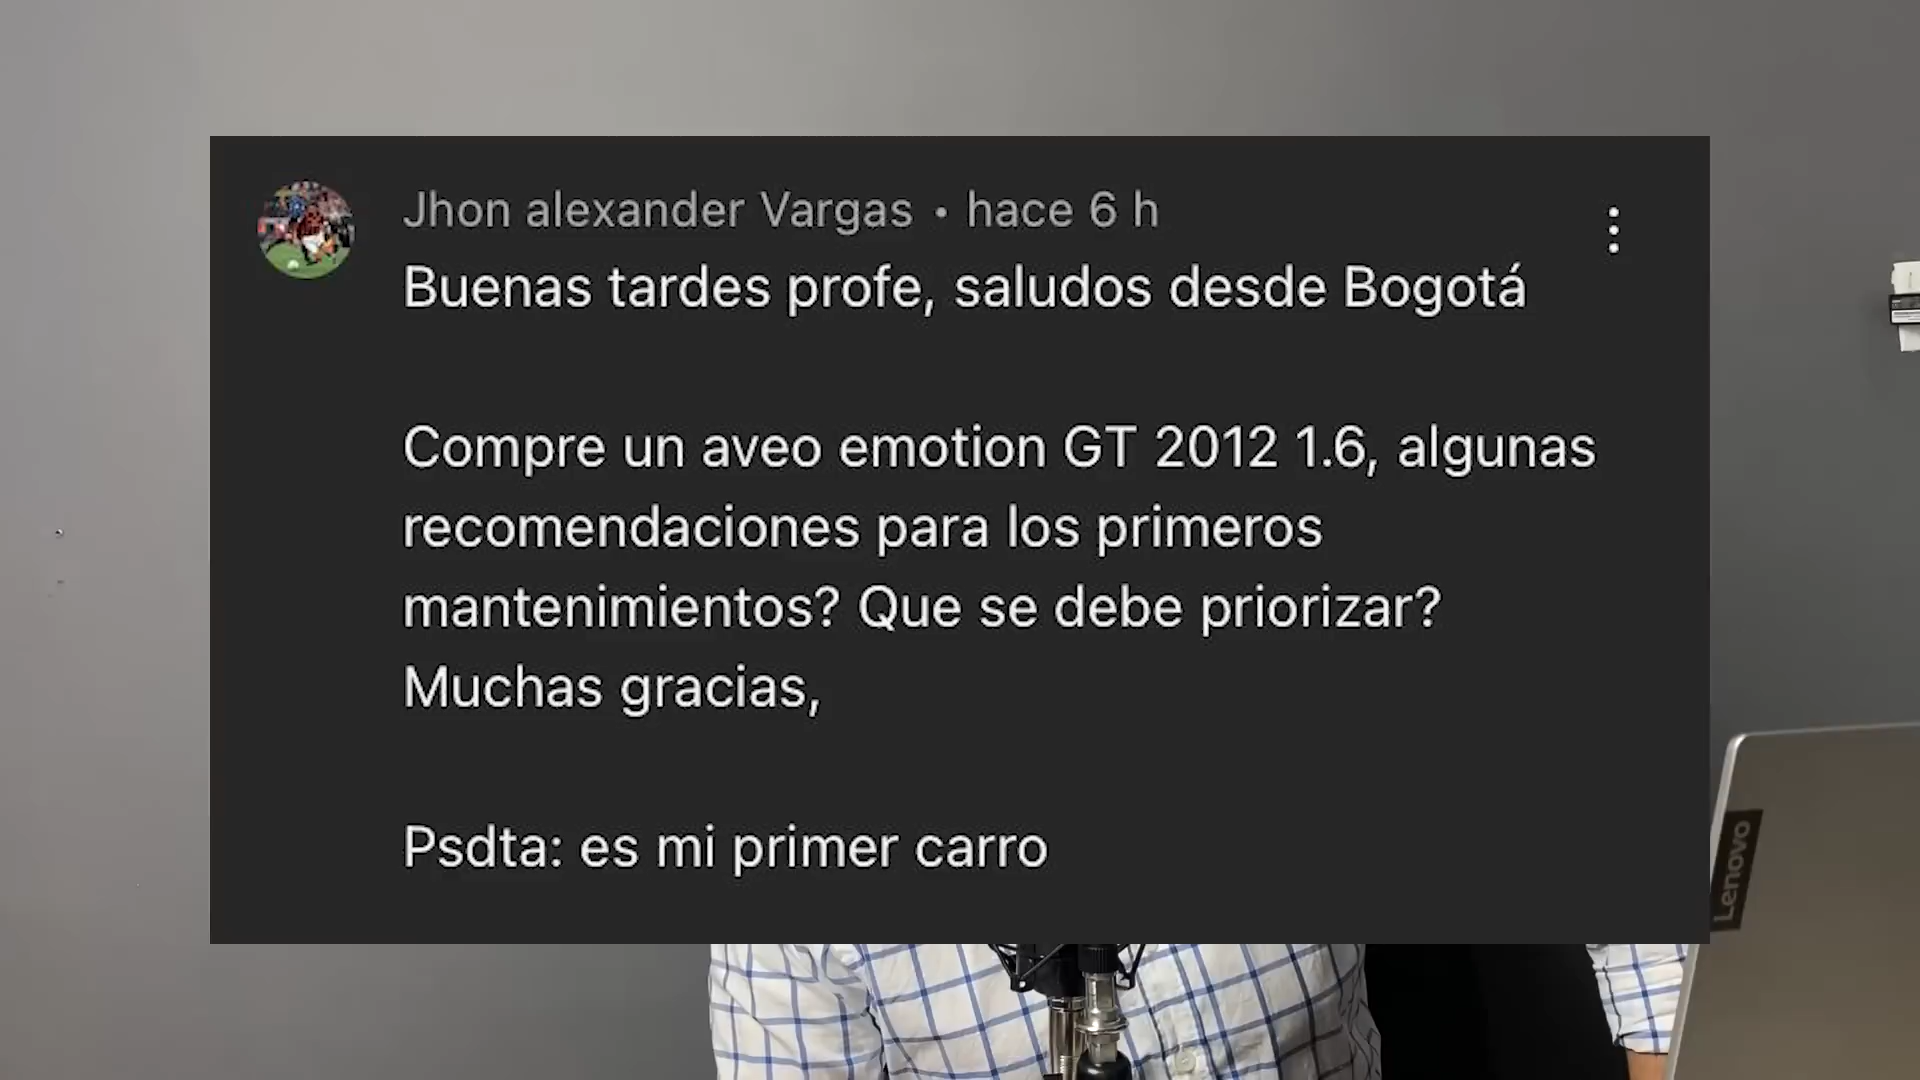 Jhon alexander Vargas • hace 6 h
Buenas tardes profe, saludos desde Bogotá
Compre un aveo emotion GT 2012 1.6, algunas
recomendaciones para los primeros
mantenimientos? Que se debe priorizar?
Muchas gracias,
Psdta: es mi primer carro
Lenovo